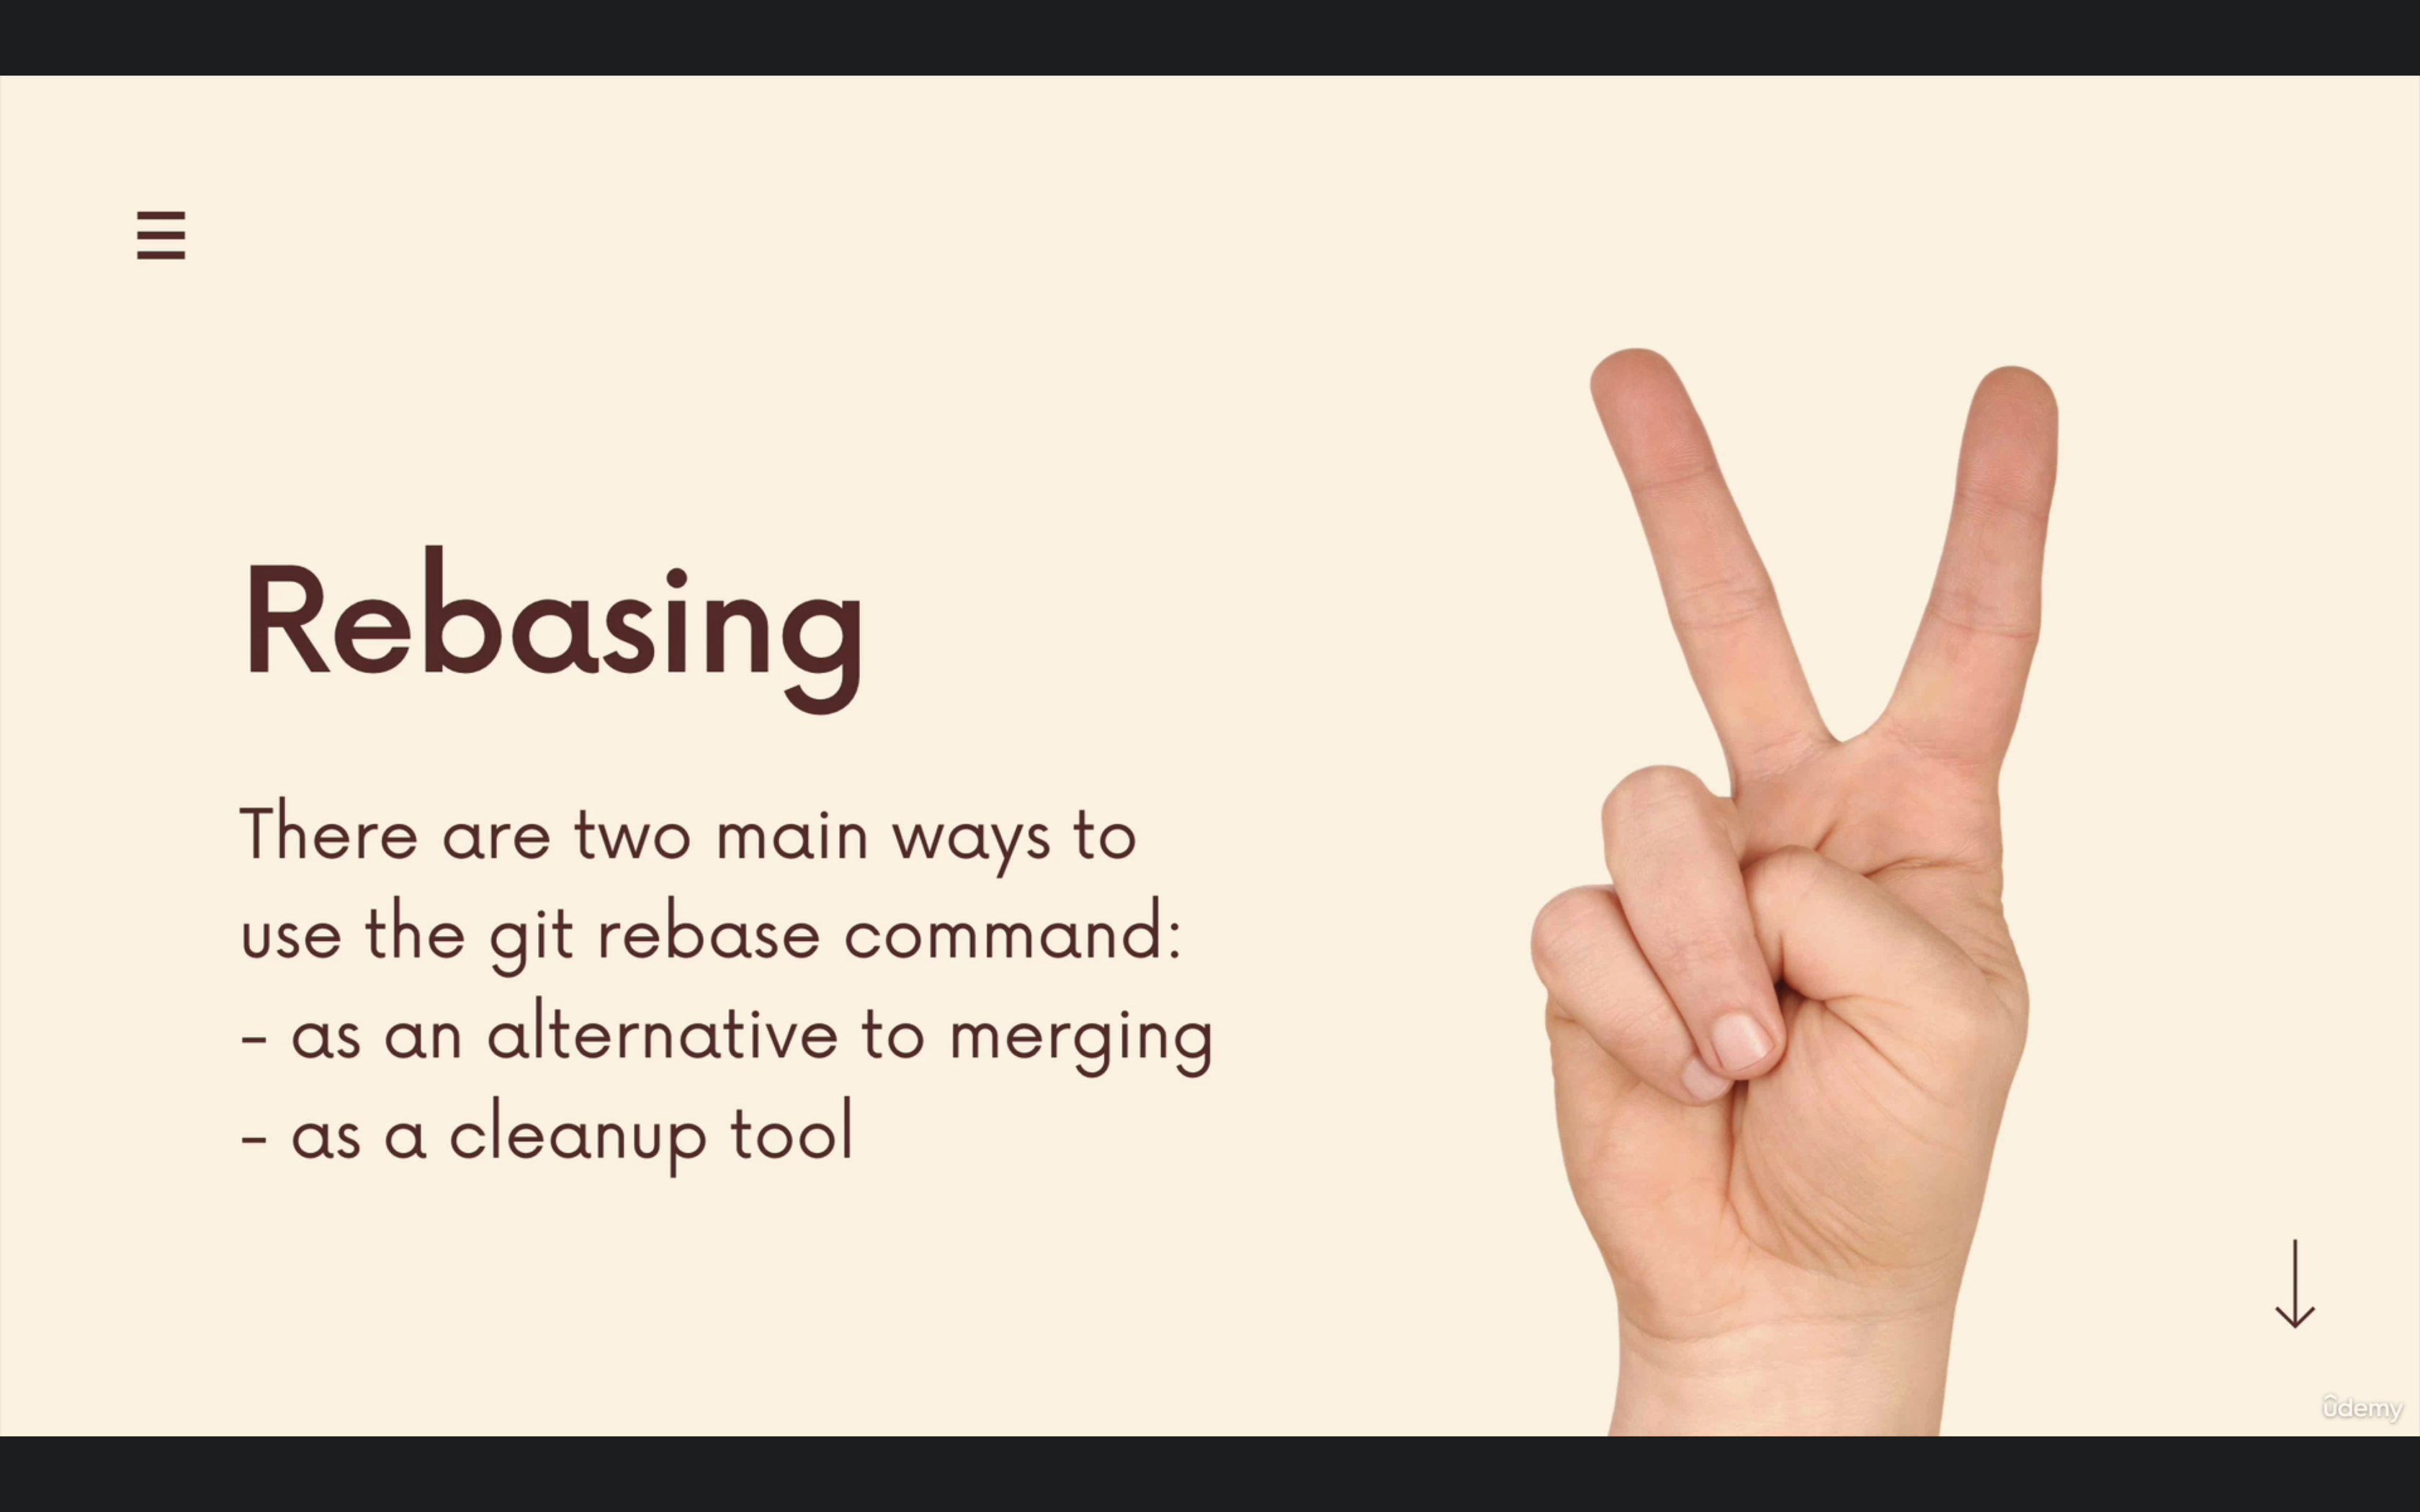 Rebasing
There are two main ways to
use the git rebase command:
- as an alternative to merging
- as a cleanup tool
ûdemy